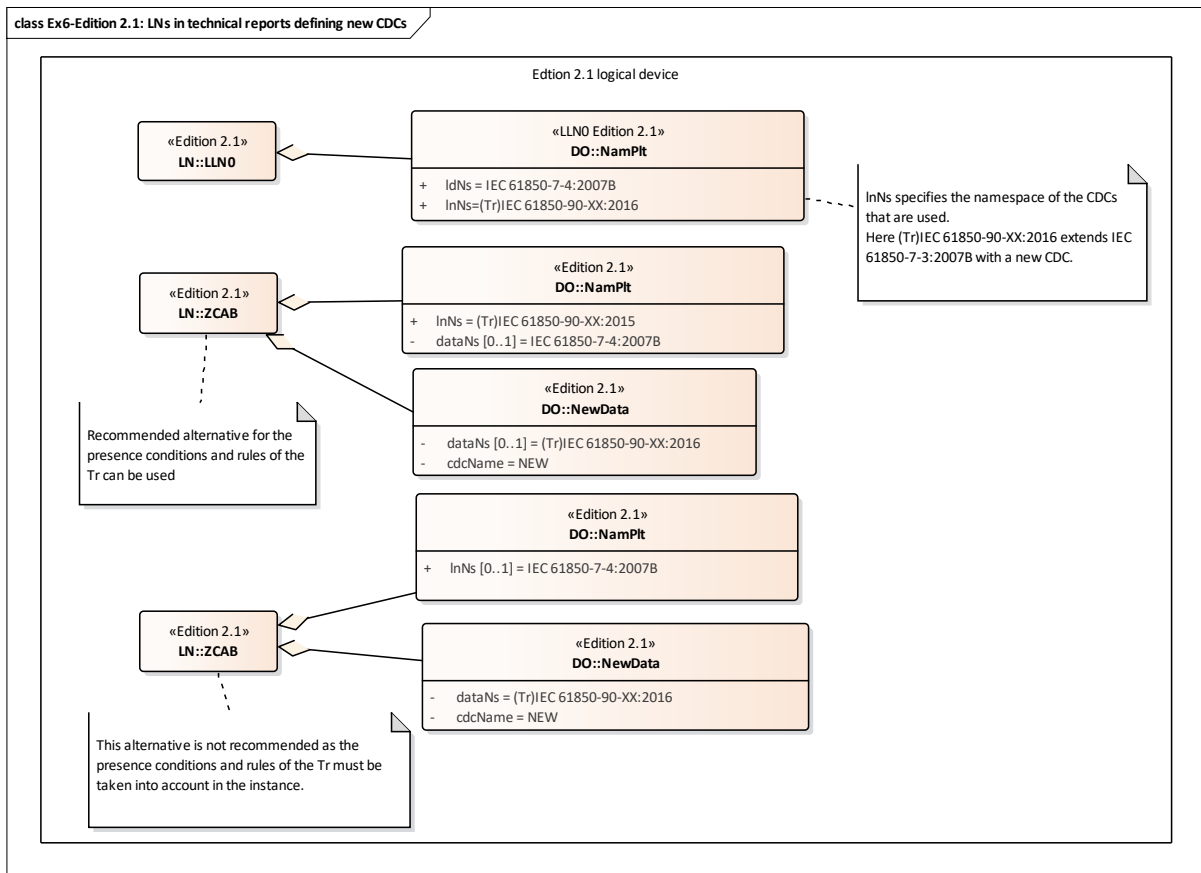 class Ex6-Edition 2.1: LNs in technical reports defining new CDCs
Edtion 2.1 logical device
«Edition 2.1»
LN::LLN0
«LLN0 Edition 2.1»
DO::NamPlt
+ ldNs = IEC 61850-7-4:2007B
+ lnNs=(Tr)IEC 61850-90-XX:2016
lnNs specifies the namespace of the CDCs
that are used.
Here (Tr)IEC 61850-90-XX:2016 extends IEC
61850-7-3:2007B with a new CDC.
«Edition 2.1»
LN::ZCAB
«Edition 2.1»
DO::NamPlt
+ lnNs = (Tr)IEC 61850-90-XX:2015
- dataNs [0..1] = IEC 61850-7-4:2007B
«Edition 2.1»
DO::NewData
- dataNs [0..1] = (Tr)IEC 61850-90-XX:2016
- cdcName = NEW
Recommended alternative for the
presence conditions and rules of the
Tr can be used
«Edition 2.1»
DO::NamPlt
+ lnNs [0..1] = IEC 61850-7-4:2007B
«Edition 2.1»
LN::ZCAB
«Edition 2.1»
DO::NewData
- dataNs = (Tr)IEC 61850-90-XX:2016
- cdcName = NEW
This alternative is not recommended as the
presence conditions and rules of the Tr must be
taken into account in the instance.